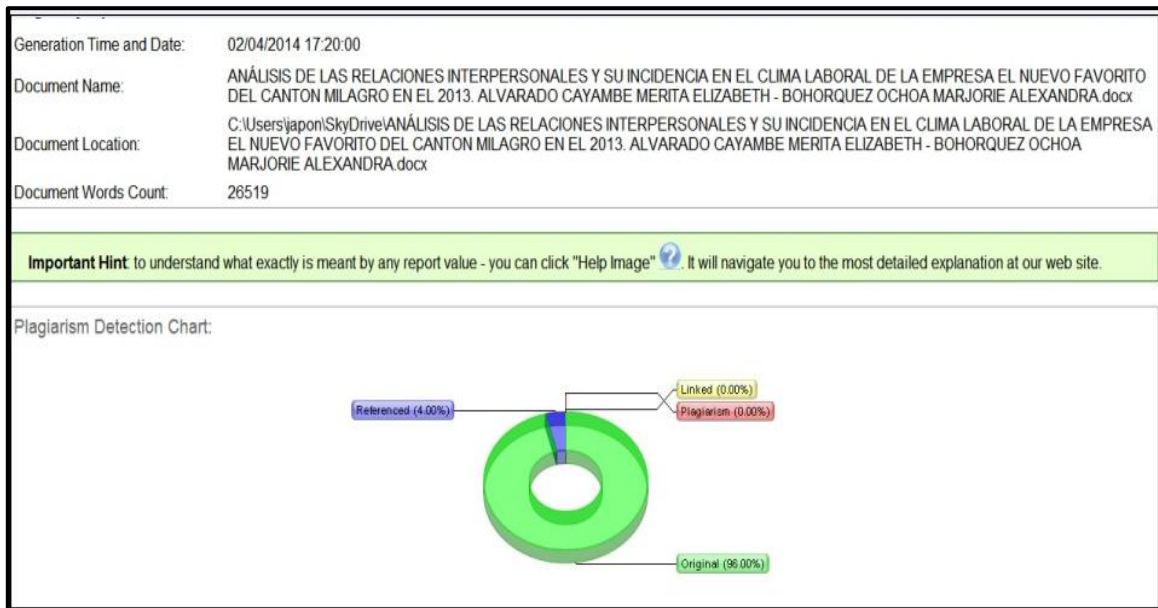 Generation Time and Date: 02/04/2014 17:20:00
Document Name: ANÁLISIS DE LAS RELACIONES INTERPERSONALES Y SU INCIDENCIA EN EL CLIMA LABORAL DE LA EMPRESA EL NUEVO FAVORITO
DEL CANTON MILAGRO EN EL 2013. ALVARADO CAYAMBE MERITA ELIZABETH - BOHORQUEZ OCHOA MARJORIE ALEXANDRA.docx
Document Location: C:\Users\japon\SkyDrive\ANÁLISIS DE LAS RELACIONES INTERPERSONALES Y SU INCIDENCIA EN EL CLIMA LABORAL DE LA EMPRESA
EL NUEVO FAVORITO DEL CANTON MILAGRO EN EL 2013. ALVARADO CAYAMBE MERITA ELIZABETH - BOHORQUEZ OCHOA
MARJORIE ALEXANDRA.docx
Document Words Count: 26519
Important Hint: to understand what exactly is meant by any report value - you can click "Help Image" ?. It will navigate you to the most detailed explanation at our web site.
Plagiarism Detection Chart:
Linked (0.00%)
Referenced (4.00%)
Plagiarism (0.00%)
Original (96.00%)